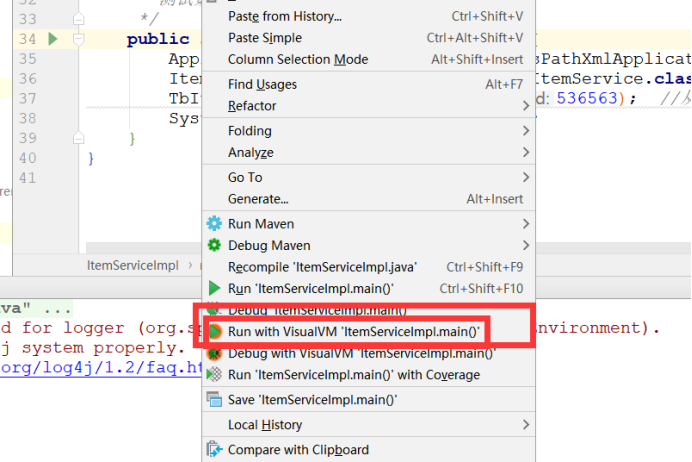 33 */
34 public
35 App sPathXmlApplicat
36 Item ItemService.class
37 TbIt d: 536563); //从
38 Syst
39 }
40 }
41
Paste from History... Ctrl+Shift+V
Paste Simple Ctrl+Alt+Shift+V
Column Selection Mode Alt+Shift+Insert
Find Usages Alt+F7
Refactor
Folding
Analyze
Go To
Generate... Alt+Insert
Run Maven
Debug Maven
Recompile 'ItemServiceImpl.java' Ctrl+Shift+F9
Run 'ItemServiceImpl.main()' Ctrl+Shift+F10
Debug 'ItemServiceImpl.main()'
Run with VisualVM 'ItemServiceImpl.main()'
Debug with VisualVM 'ItemServiceImpl.main()'
Run 'ItemServiceImpl.main()' with Coverage
Save 'ItemServiceImpl.main()'
Local History
Compare with Clipboard
ItemServiceImpl ›
ava" ...
d for logger (org.sp nvironment).
j system properly.
org/log4j/1.2/faq.ht